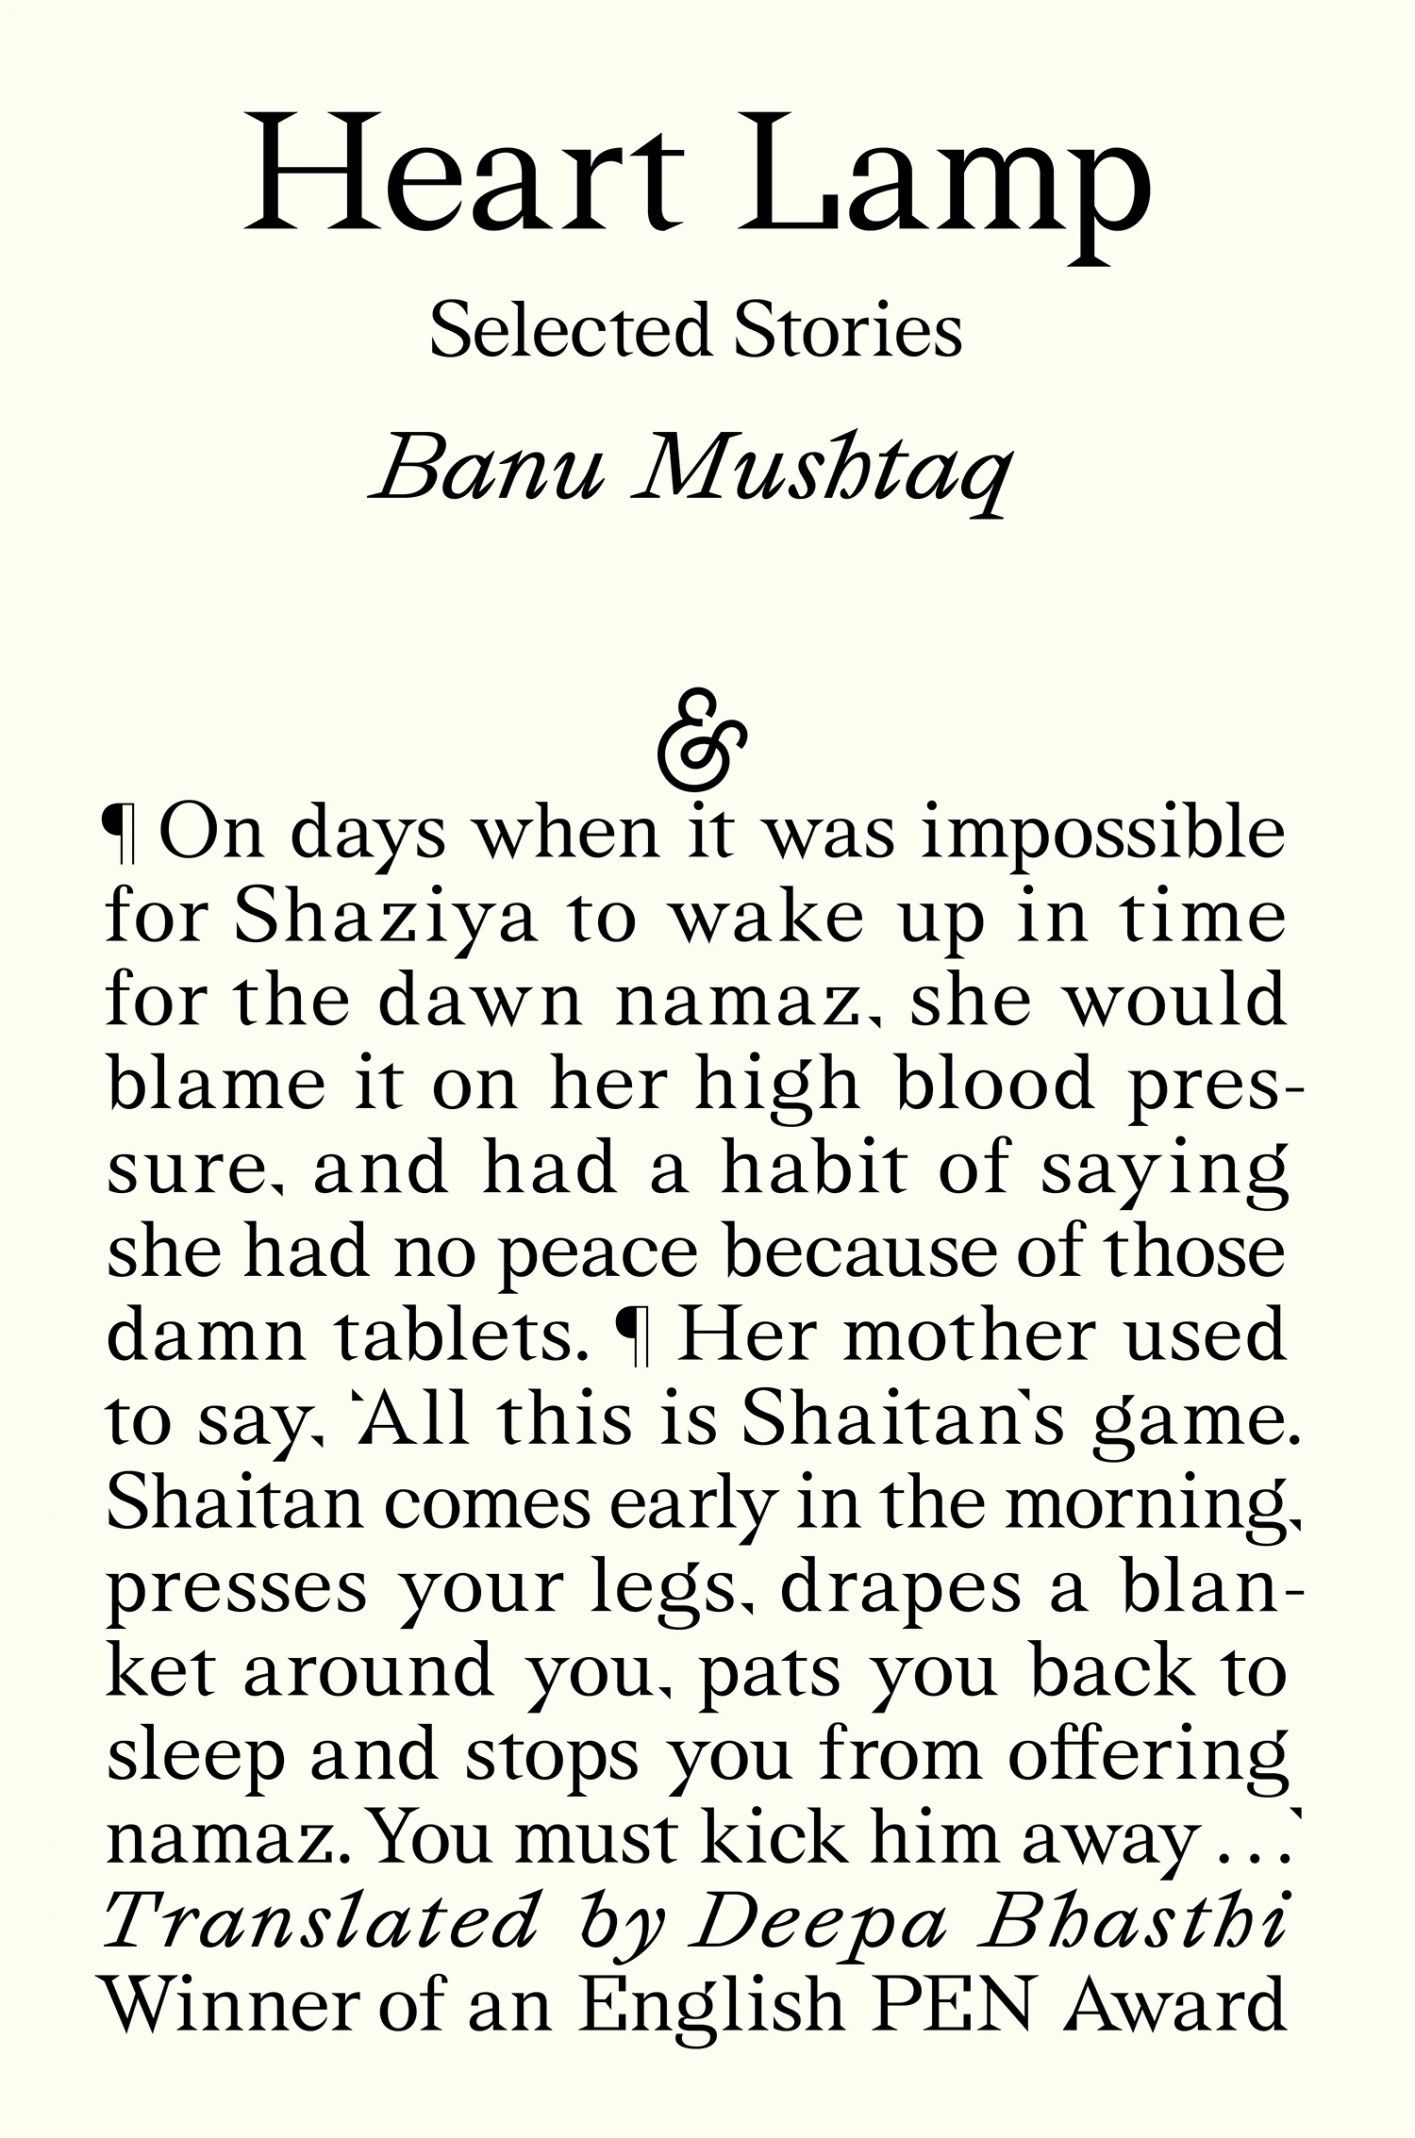 Heart Lamp
Selected Stories
Banu Mushtaq
&
¶ On days when it was impossible
for Shaziya to wake up in time
for the dawn namaz, she would
blame it on her high blood pres-
sure, and had a habit of saying
she had no peace because of those
damn tablets. ¶ Her mother used
to say, ‘All this is Shaitan’s game.
Shaitan comes early in the morning,
presses your legs, drapes a blan-
ket around you, pats you back to
sleep and stops you from offering
namaz. You must kick him away . . .’
Translated by Deepa Bhasthi
Winner of an English PEN Award